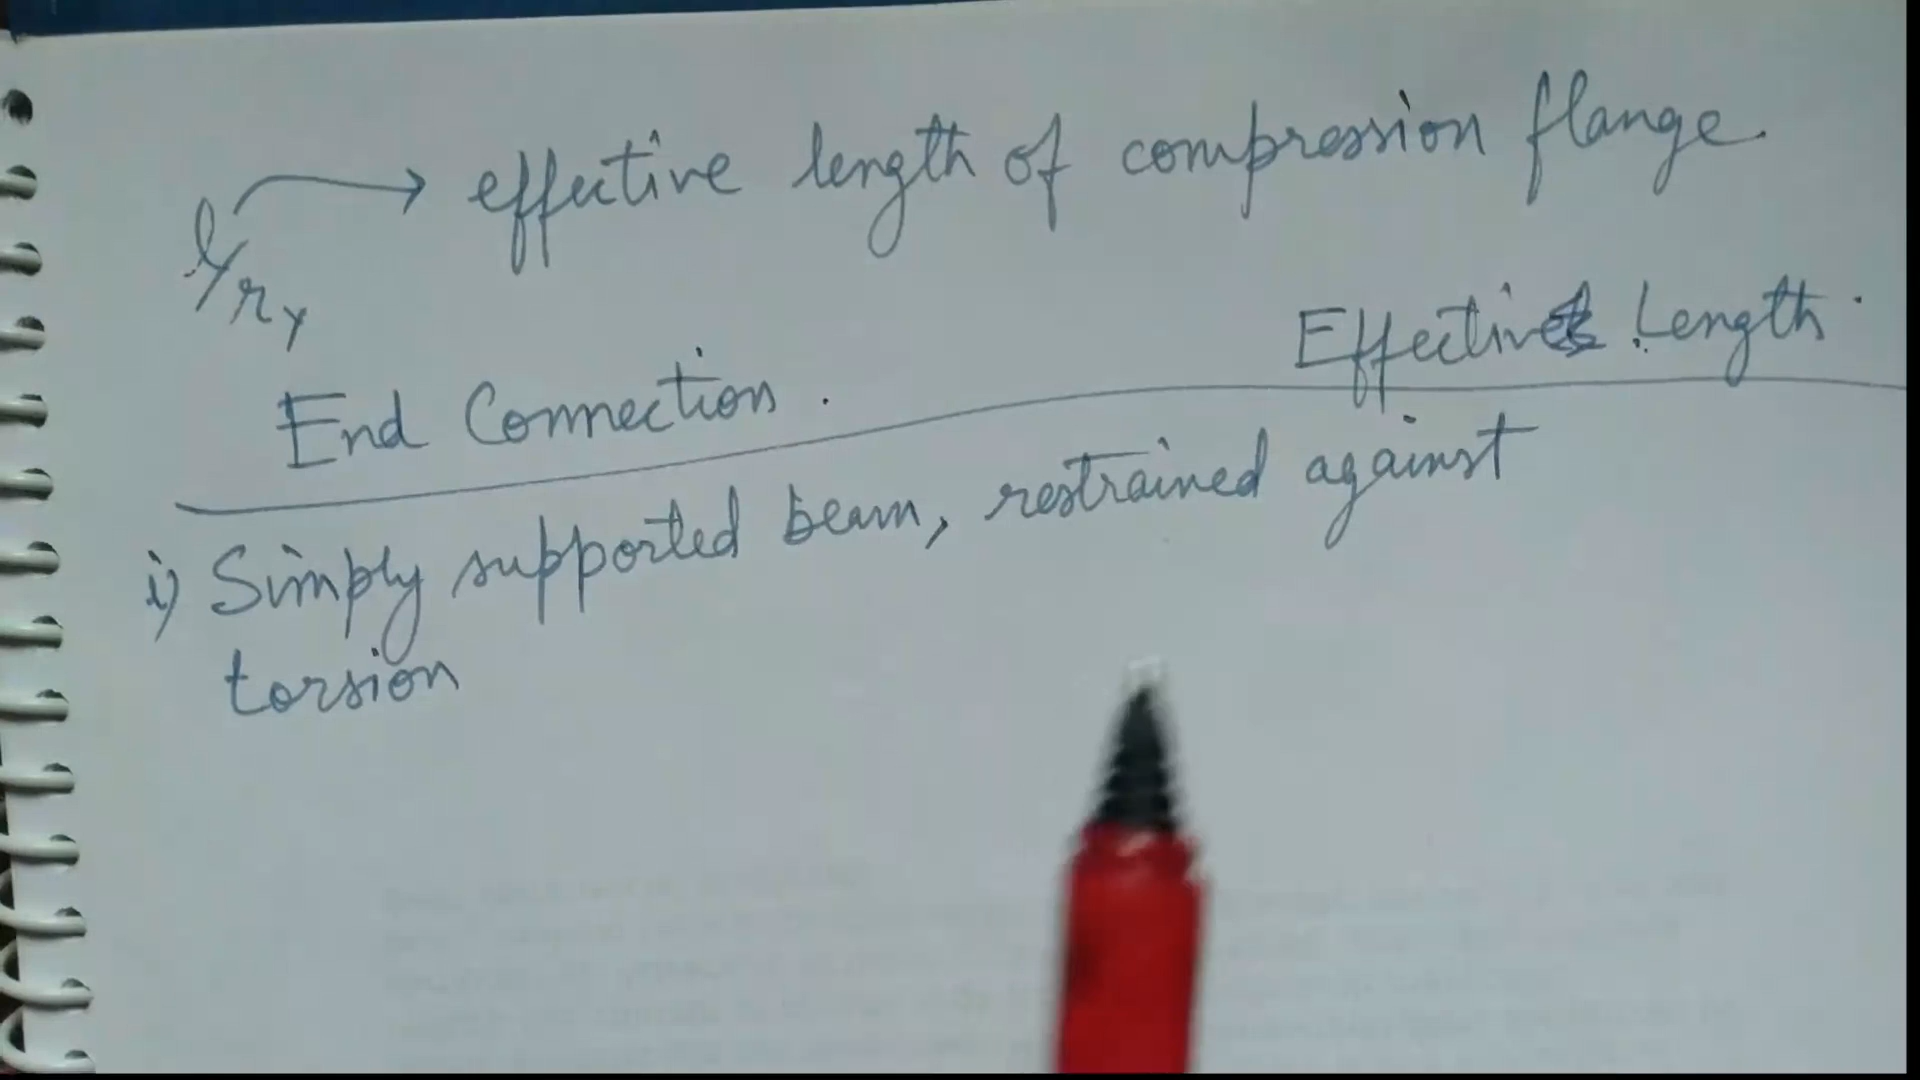 l/ry → effective length of compression flange.
End Connection. Effective Length.
i) Simply supported beam, restrained against
torsion